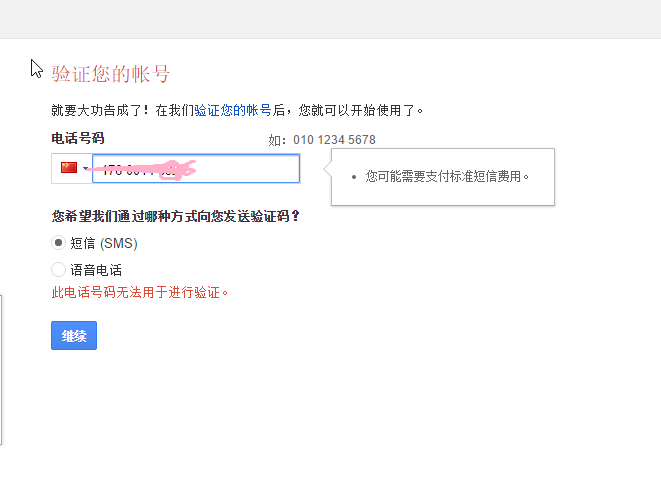 验证您的帐号
就要大功告成了！在我们验证您的帐号后，您就可以开始使用了。
电话号码
如：010 1234 5678
您可能需要支付标准短信费用。
您希望我们通过哪种方式向您发送验证码？
短信 (SMS)
语音电话
此电话号码无法用于进行验证。
继续